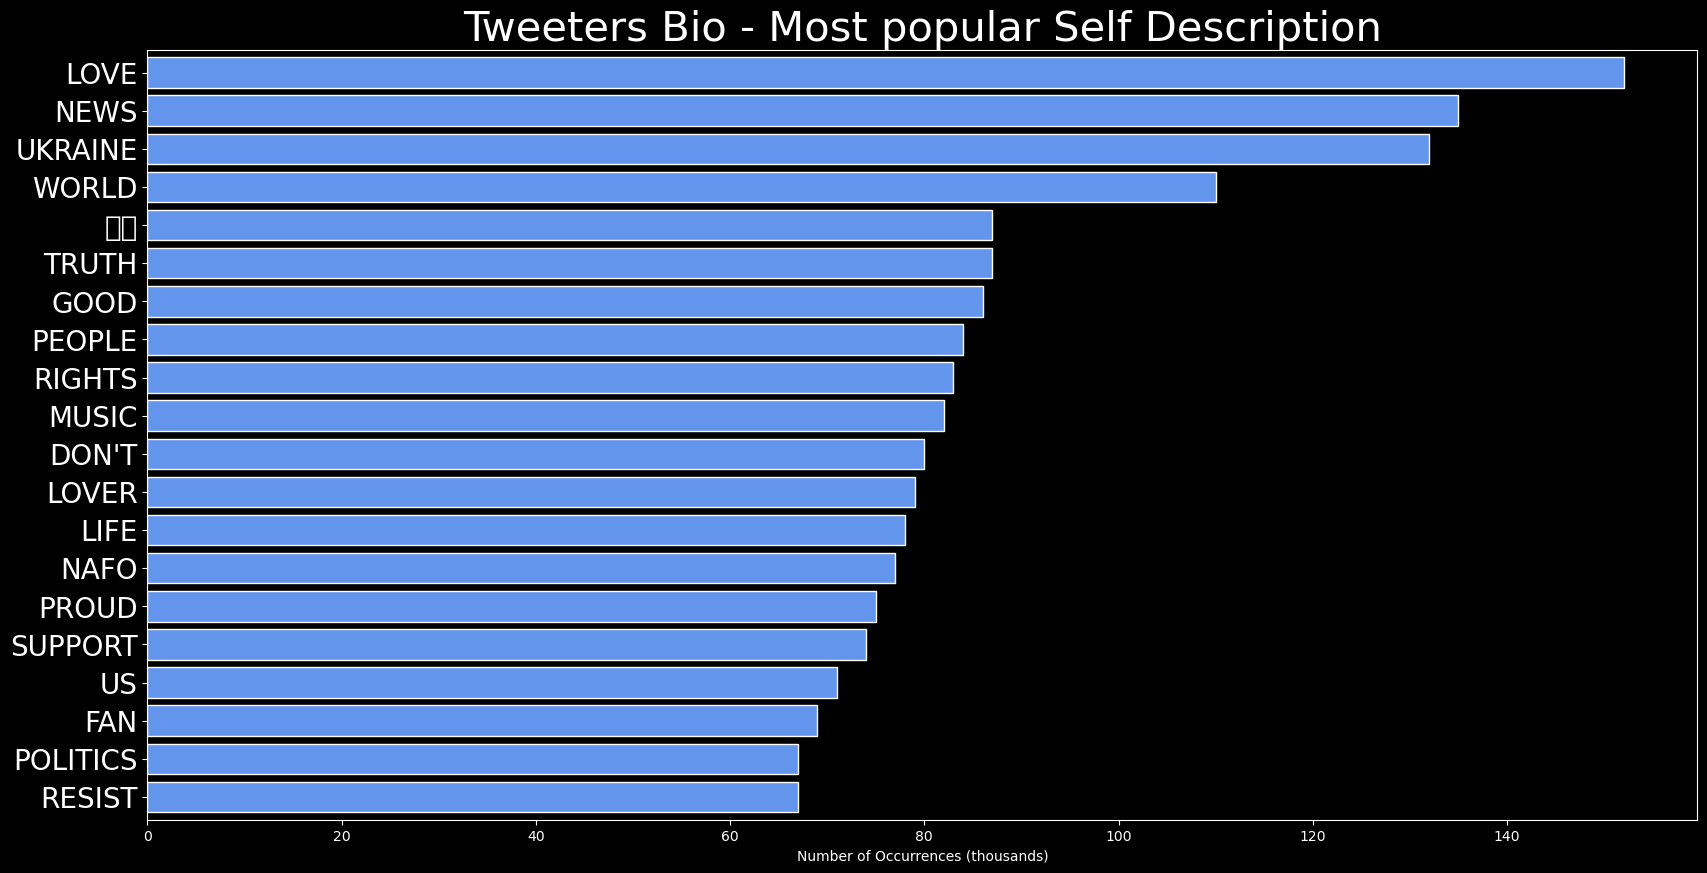 Tweeters Bio - Most popular Self Description
LOVE
NEWS
UKRAINE
WORLD
TRUTH
GOOD
PEOPLE
RIGHTS
MUSIC
DON'T
LOVER
LIFE
NAFO
PROUD
SUPPORT
US
FAN
POLITICS
RESIST
0 20 40 60 80 100 120 140
Number of Occurrences (thousands)